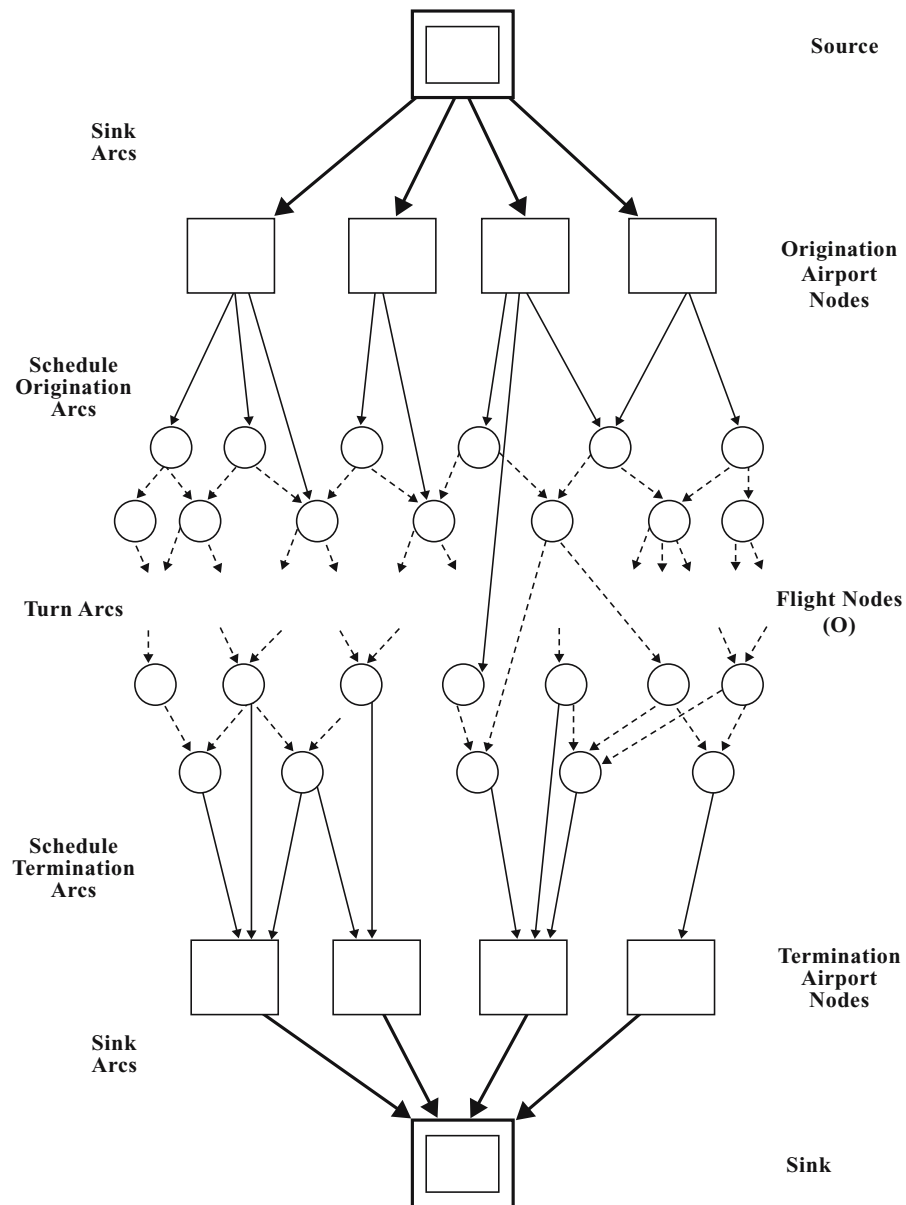 Source
Sink
Arcs
Origination
Airport
Nodes
Schedule
Origination
Arcs
Turn Arcs
Flight Nodes
(O)
Schedule
Termination
Arcs
Termination
Airport
Nodes
Sink
Arcs
Sink